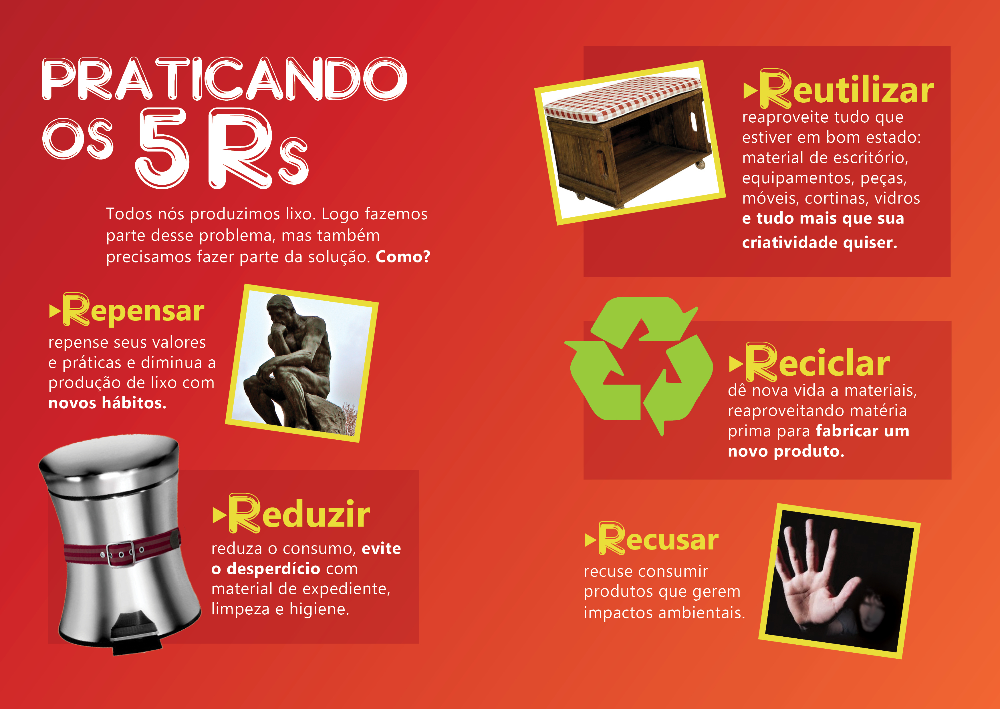 PRATICANDO
OS 5Rs
Todos nós produzimos lixo. Logo fazemos
parte desse problema, mas também
precisamos fazer parte da solução. Como?
Repensar
repense seus valores
e práticas e diminua a
produção de lixo com
novos hábitos.
Reduzir
reduza o consumo, evite
o desperdício com
material de expediente,
limpeza e higiene.
Reutilizar
reaproveite tudo que
estiver em bom estado:
material de escritório,
equipamentos, peças,
móveis, cortinas, vidros
e tudo mais que sua
criatividade quiser.
Reciclar
dê nova vida a materiais,
reaproveitando matéria
prima para fabricar um
novo produto.
Recusar
recuse consumir
produtos que gerem
impactos ambientais.